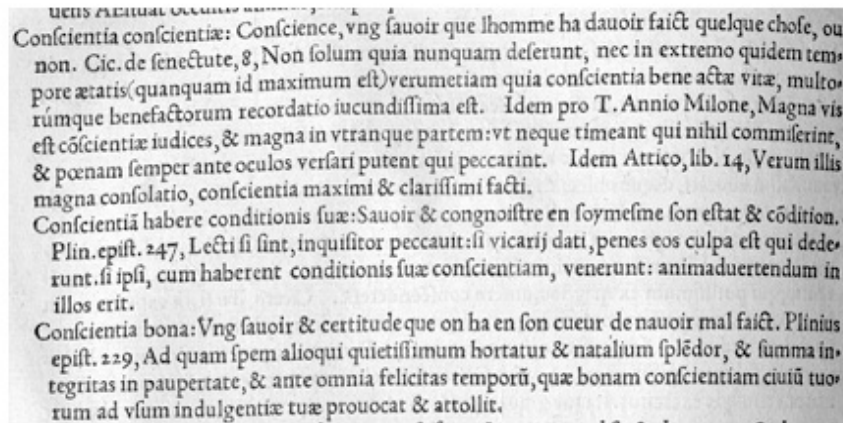 Conſcientia conſcientiæ: Conſcience, vng ſauoir que lhomme ha dauoir faict quelque choſe, ou
non. Cic. de ſenectute, 8, Non ſolum quia nunquam deſerunt, nec in extremo quidem tem-
pore ætatis(quanquam id maximum eſt)verumetiam quia conſcientia bene actæ vitæ, multo-
rúmque benefactorum recordatio iucundiſſima eſt. Idem pro T. Annio Milone, Magna vis
eſt cõſcientiæ iudices, & magna in vtranque partem: vt neque timeant qui nihil commiſerint,
& pœnam ſemper ante oculos verſari putent qui peccarint. Idem Attico, lib. 14, Verum illis
magna conſolatio, conſcientia maximi & clariſſimi facti.
Conſcientiã habere conditionis ſuæ: Sauoir & congnoiſtre en ſoymeſme ſon eſtat & cõdition.
Plin. epiſt. 247, Lecti ſi ſint, inquiſitor peccauit: ſi vicarij dati, penes eos culpa eſt qui dede-
runt. ſi ipſi, cum haberent conditionis ſuæ conſcientiam, venerunt: animaduertendum in
illos erit.
Conſcientia bona: Vng ſauoir & certitude que on ha en ſon cueur de nauoir mal faict. Plinius
epiſt. 229, Ad quam ſpem alioqui quietiſſimum hortatur & natalium ſplẽdor, & ſumma in-
tegritas in paupertate, & ante omnia felicitas temporũ, quæ bonam conſcientiam ciuiũ tuo-
rum ad vſum indulgentiæ tuæ prouocat & attollit.